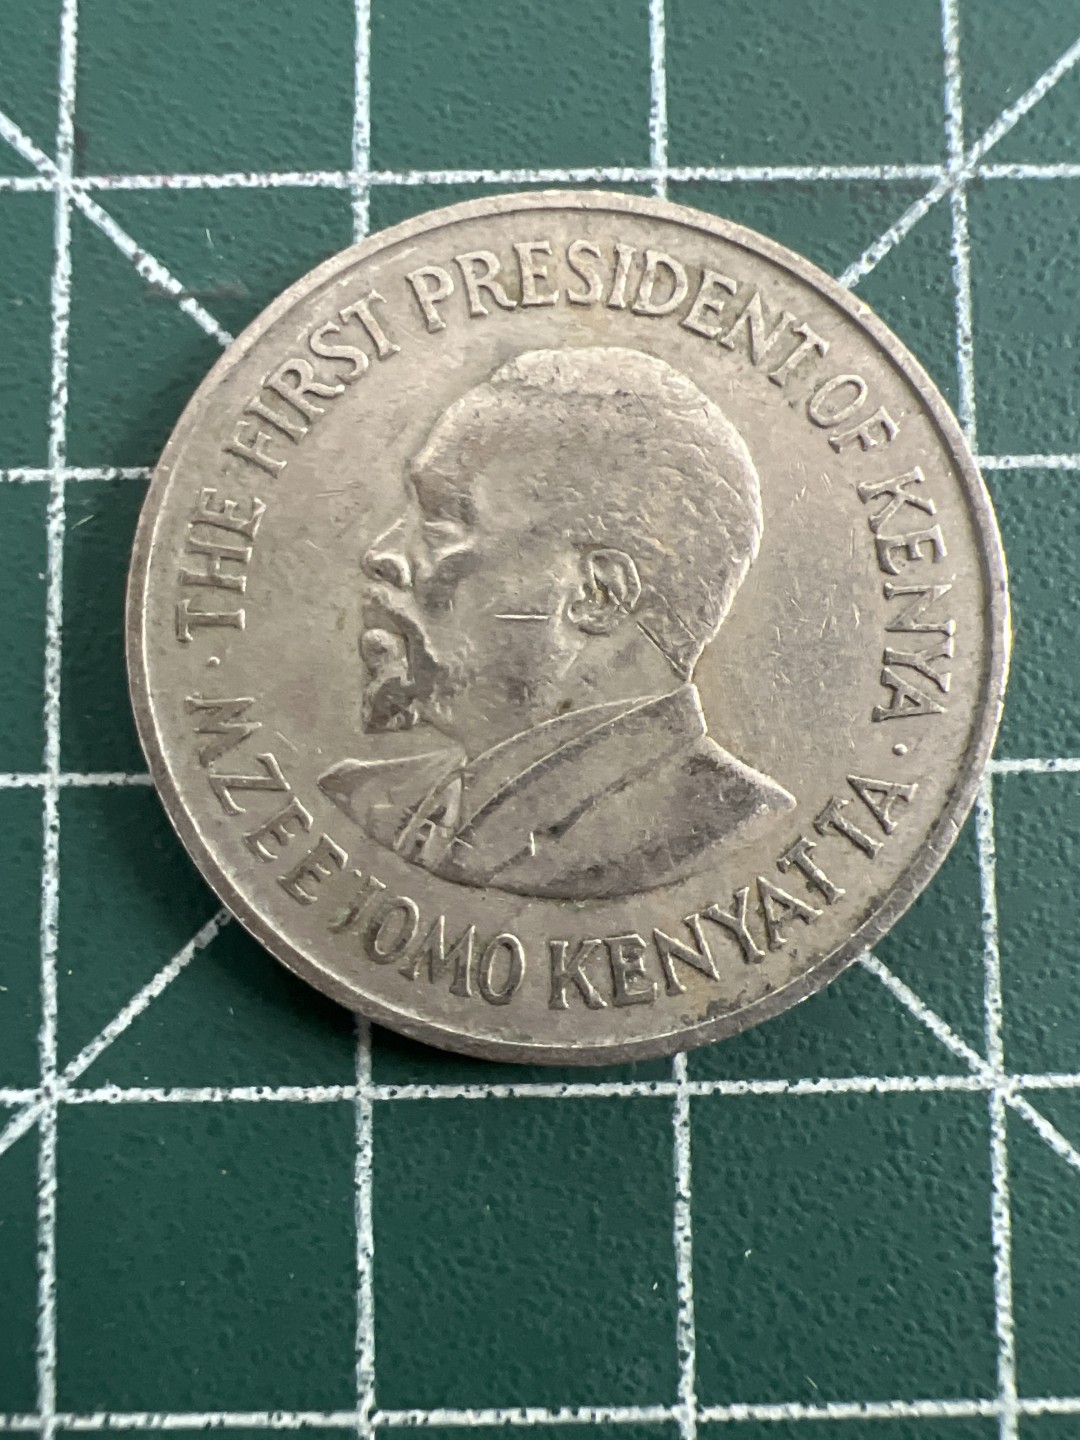 · THE FIRST PRESIDENT OF KENYA ·
MZEE JOMO KENYATTA